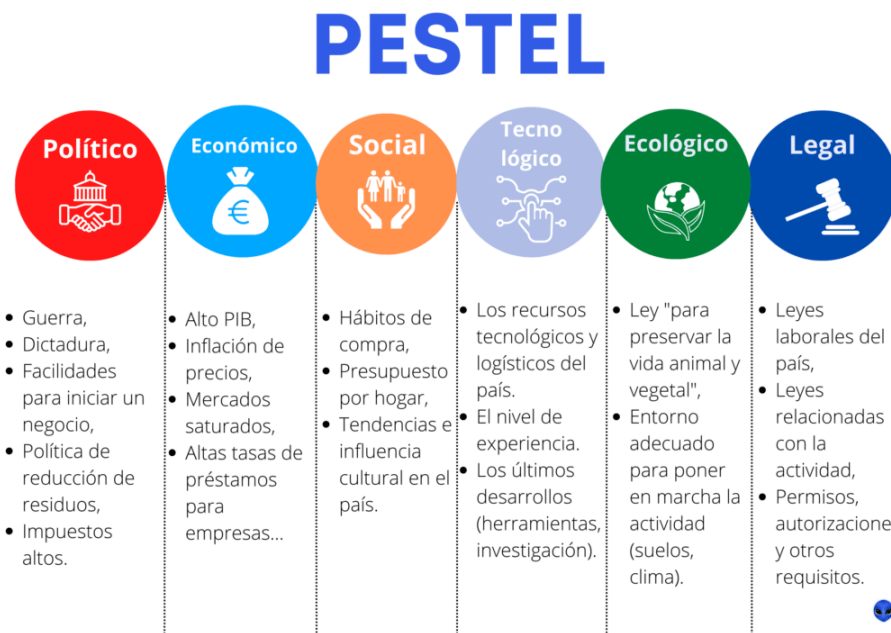 PESTEL
Político
Económico
Social
Tecno
lógico
Ecológico
Legal
• Guerra,
• Dictadura,
• Facilidades
para iniciar un
negocio,
• Política de
reducción de
residuos,
• Impuestos
altos.
• Alto PIB,
• Inflación de
precios,
• Mercados
saturados,
• Altas tasas de
préstamos
para
empresas...
• Hábitos de
compra,
• Presupuesto
por hogar,
• Tendencias e
influencia
cultural en el
país.
• Los recursos
tecnológicos y
logísticos del
país.
• El nivel de
experiencia.
• Los últimos
desarrollos
(herramientas,
investigación).
• Ley "para
preservar la
vida animal y
vegetal",
• Entorno
adecuado
para poner
en marcha la
actividad
(suelos,
clima).
• Leyes
laborales del
país,
• Leyes
relacionadas
con la
actividad,
• Permisos,
autorizacione
y otros
requisitos.